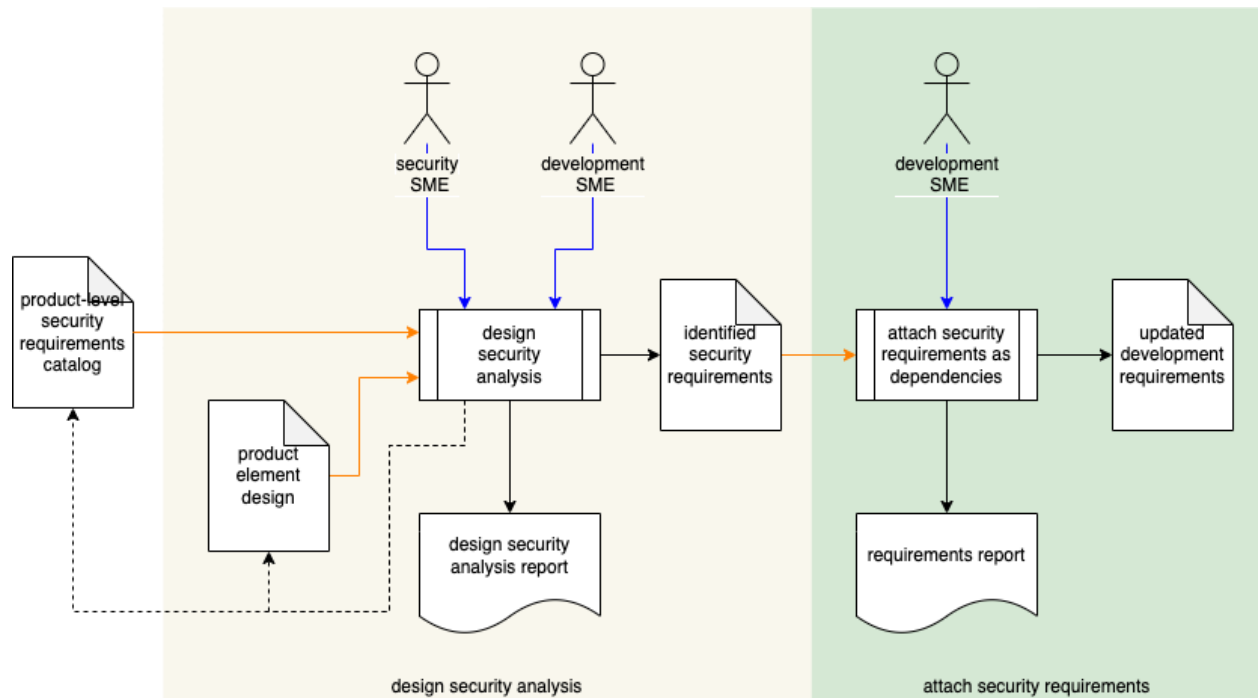 security
SME
development
SME
development
SME
product-level
security
requirements
catalog
design
security
analysis
identified
security
requirements
attach security
requirements as
dependencies
updated
development
requirements
product
element
design
design security
analysis report
requirements report
design security analysis
attach security requirements